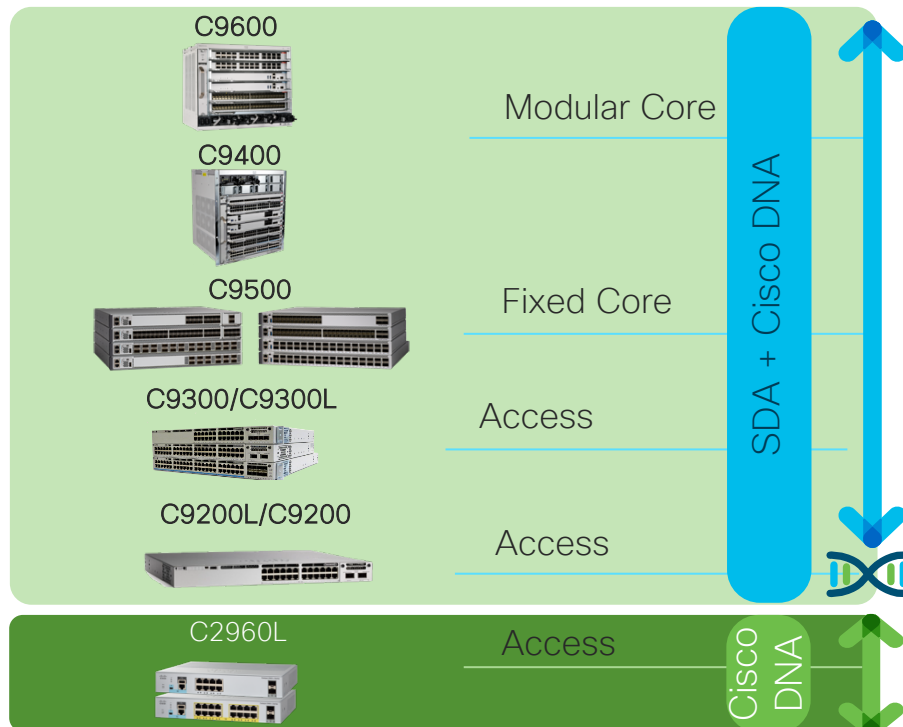 C9600
Modular Core
C9400
C9500
Fixed Core
C9300/C9300L
Access
C9200L/C9200
Access
SDA + Cisco DNA
C2960L
Access
Cisco
DNA